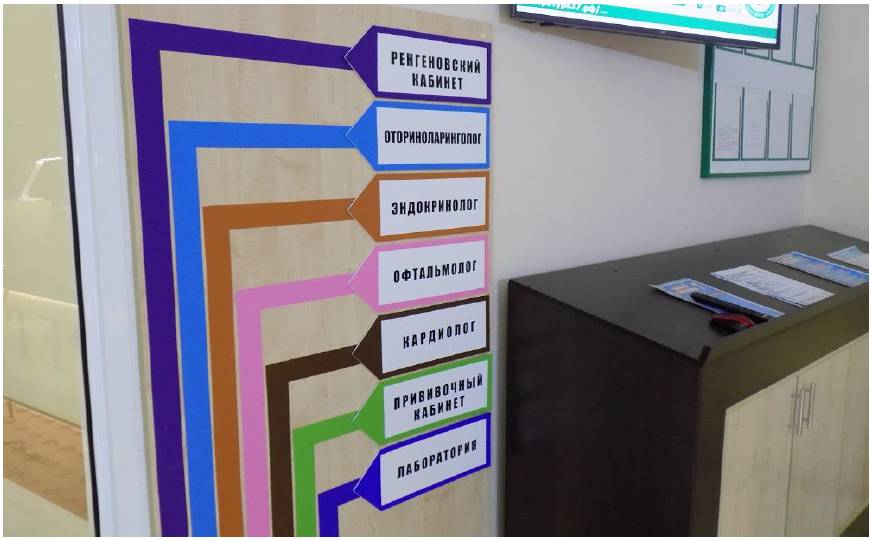 РЕНГЕНОВСКИЙ
КАБИНЕТ
ОТОРИНОЛАРИНГОЛОГ
ЭНДОКРИНОЛОГ
ОФТАЛЬМОЛОГ
КАРДИОЛОГ
ПРИВИВОЧНЫЙ
КАБИНЕТ
ЛАБОРАТОРИЯ